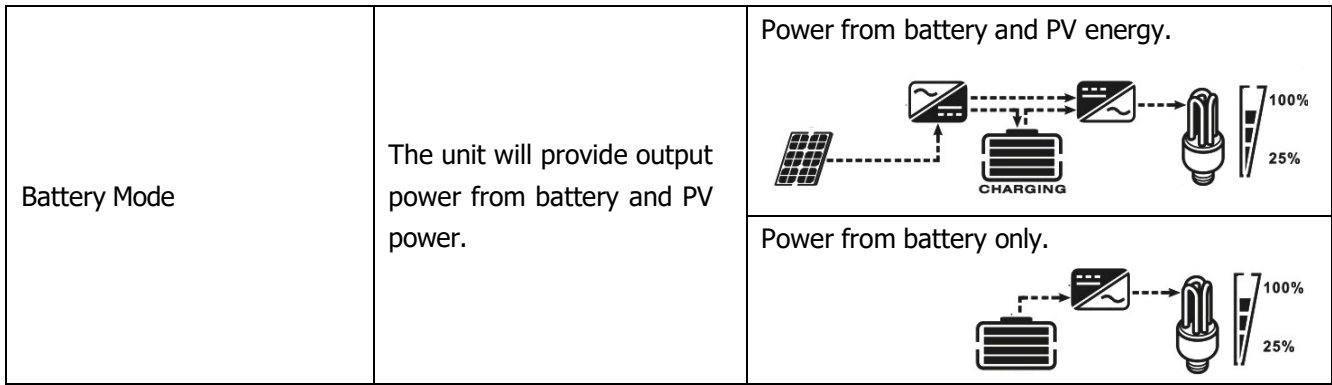 Battery Mode
The unit will provide output
power from battery and PV
power.
Power from battery and PV energy.
100%
25%
CHARGING
Power from battery only.
100%
25%